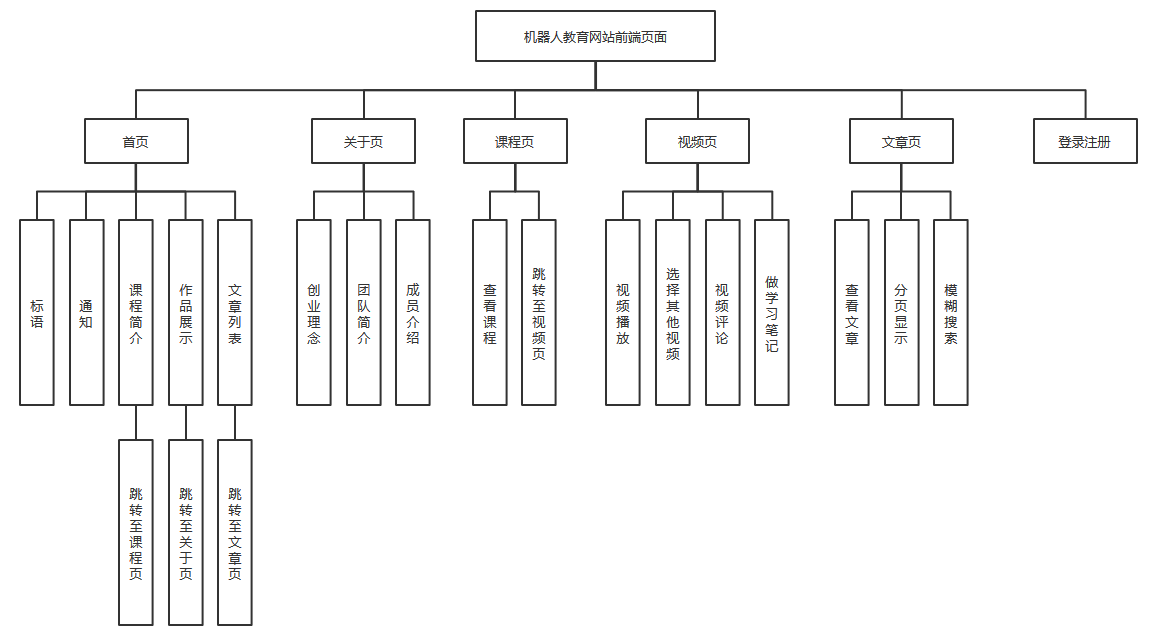 机器人教育网站前端页面
首页
关于页
课程页
视频页
文章页
登录注册
标语
通知
课程简介
作品展示
文章列表
创业理念
团队简介
成员介绍
查看课程
跳转至视频页
视频播放
选择其他视频
视频评论
做学习笔记
查看文章
分页显示
模糊搜索
跳转至课程页
跳转至关于页
跳转至文章页